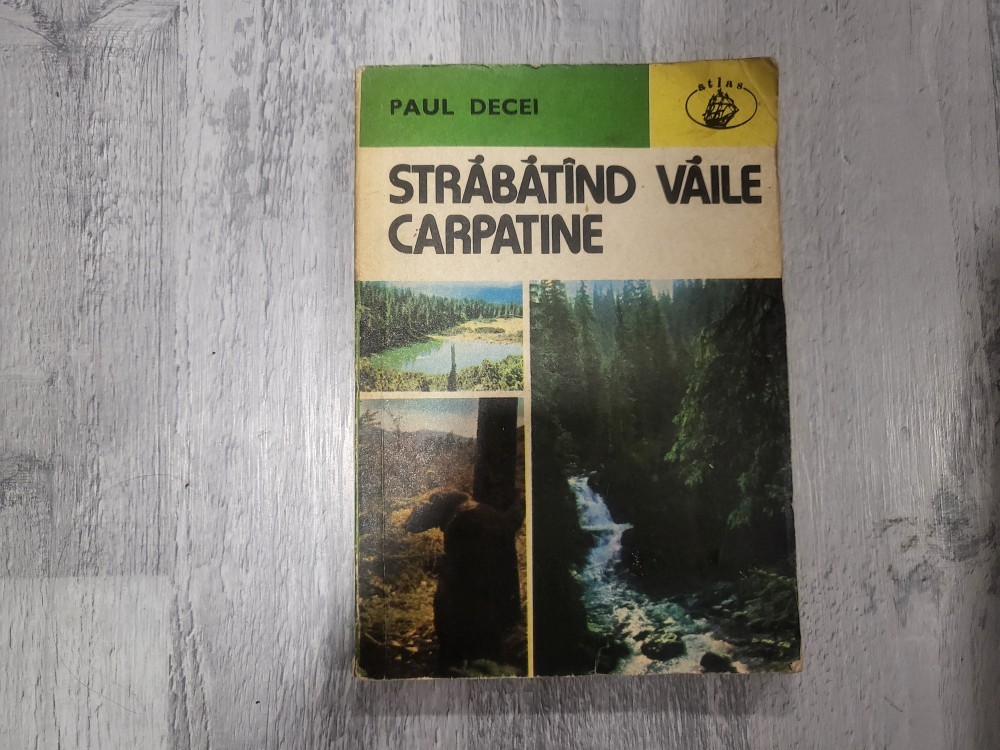 PAUL DECEI
atlas
STRĂBĂTÎND VĂILE
CARPATINE